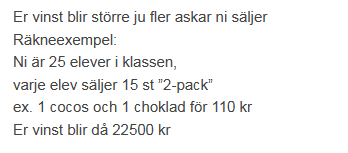 Er vinst blir större ju fler askar ni säljer
Räkneexempel:
Ni är 25 elever i klassen,
varje elev säljer 15 st ”2-pack”
ex. 1 cocos och 1 choklad för 110 kr
Er vinst blir då 22500 kr